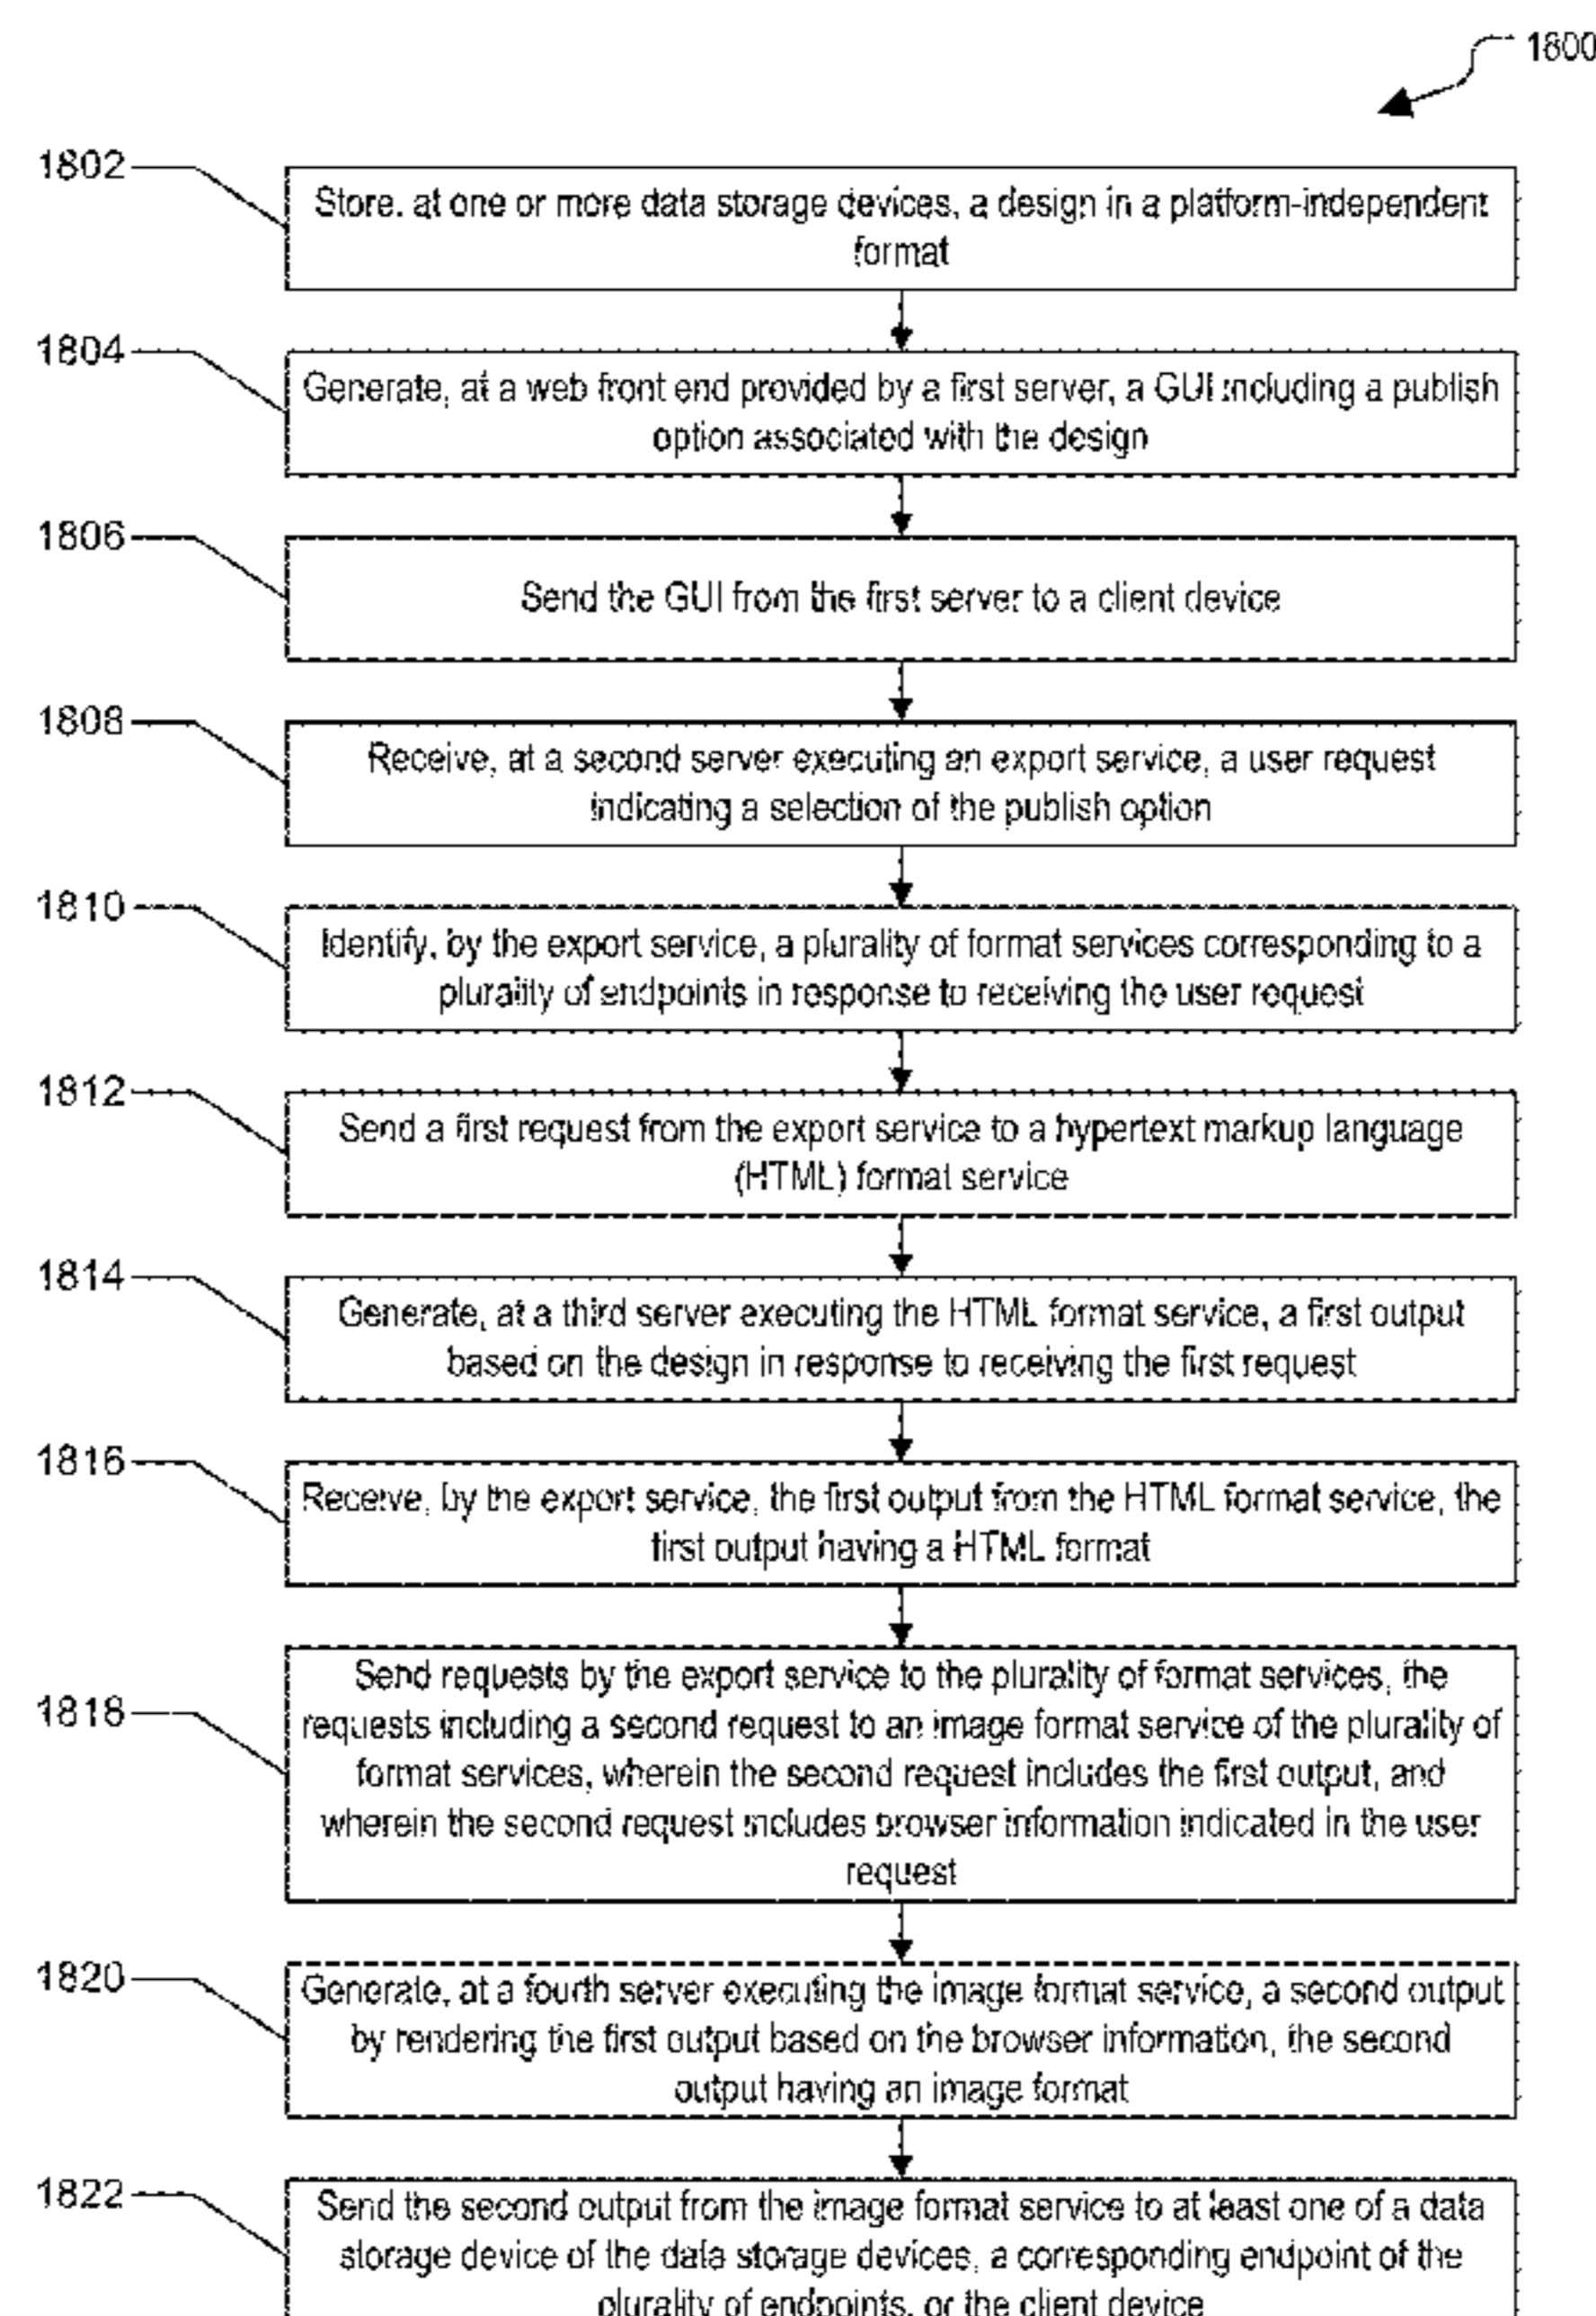 1800
1802
Store, at one or more data storage devices, a design in a platform-independent
format
1804
Generate, at a web front end provided by a first server, a GUI including a publish
option associated with the design
1806
Send the GUI from the first server to a client device
1808
Receive, at a second server executing an export service, a user request
indicating a selection of the publish option
1810
Identify, by the export service, a plurality of format services corresponding to a
plurality of endpoints in response to receiving the user request
1812
Send a first request from the export service to a hypertext markup language
(HTML) format service
1814
Generate, at a third server executing the HTML format service, a first output
based on the design in response to receiving the first request
1816
Receive, by the export service, the first output from the HTML format service, the
first output having a HTML format
1818
Send requests by the export service to the plurality of format services, the
requests including a second request to an image format service of the plurality of
format services, wherein the second request includes the first output, and
wherein the second request includes browser information indicated in the user
request
1820
Generate, at a fourth server executing the image format service, a second output
by rendering the first output based on the browser information, the second
output having an image format
1822
Send the second output from the image format service to at least one of a data
storage device of the data storage devices, a corresponding endpoint of the
plurality of endpoints, or the client device